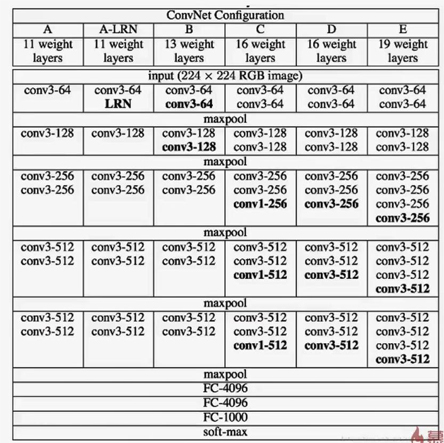 ConvNet Configuration
A A-LRN B C D E
11 weight layers 11 weight layers 13 weight layers 16 weight layers 16 weight layers 19 weight layers
input (224 × 224 RGB image)
conv3-64 conv3-64 conv3-64 conv3-64 conv3-64 conv3-64
LRN conv3-64 conv3-64 conv3-64 conv3-64
maxpool
conv3-128 conv3-128 conv3-128 conv3-128 conv3-128 conv3-128
conv3-128 conv3-128 conv3-128 conv3-128
maxpool
conv3-256 conv3-256 conv3-256 conv3-256 conv3-256 conv3-256
conv3-256 conv3-256 conv3-256 conv3-256 conv3-256 conv3-256
conv1-256 conv3-256 conv3-256
conv3-256
maxpool
conv3-512 conv3-512 conv3-512 conv3-512 conv3-512 conv3-512
conv3-512 conv3-512 conv3-512 conv3-512 conv3-512 conv3-512
conv1-512 conv3-512 conv3-512
conv3-512
maxpool
conv3-512 conv3-512 conv3-512 conv3-512 conv3-512 conv3-512
conv3-512 conv3-512 conv3-512 conv3-512 conv3-512 conv3-512
conv1-512 conv3-512 conv3-512
conv3-512
maxpool
FC-4096
FC-4096
FC-1000
soft-max